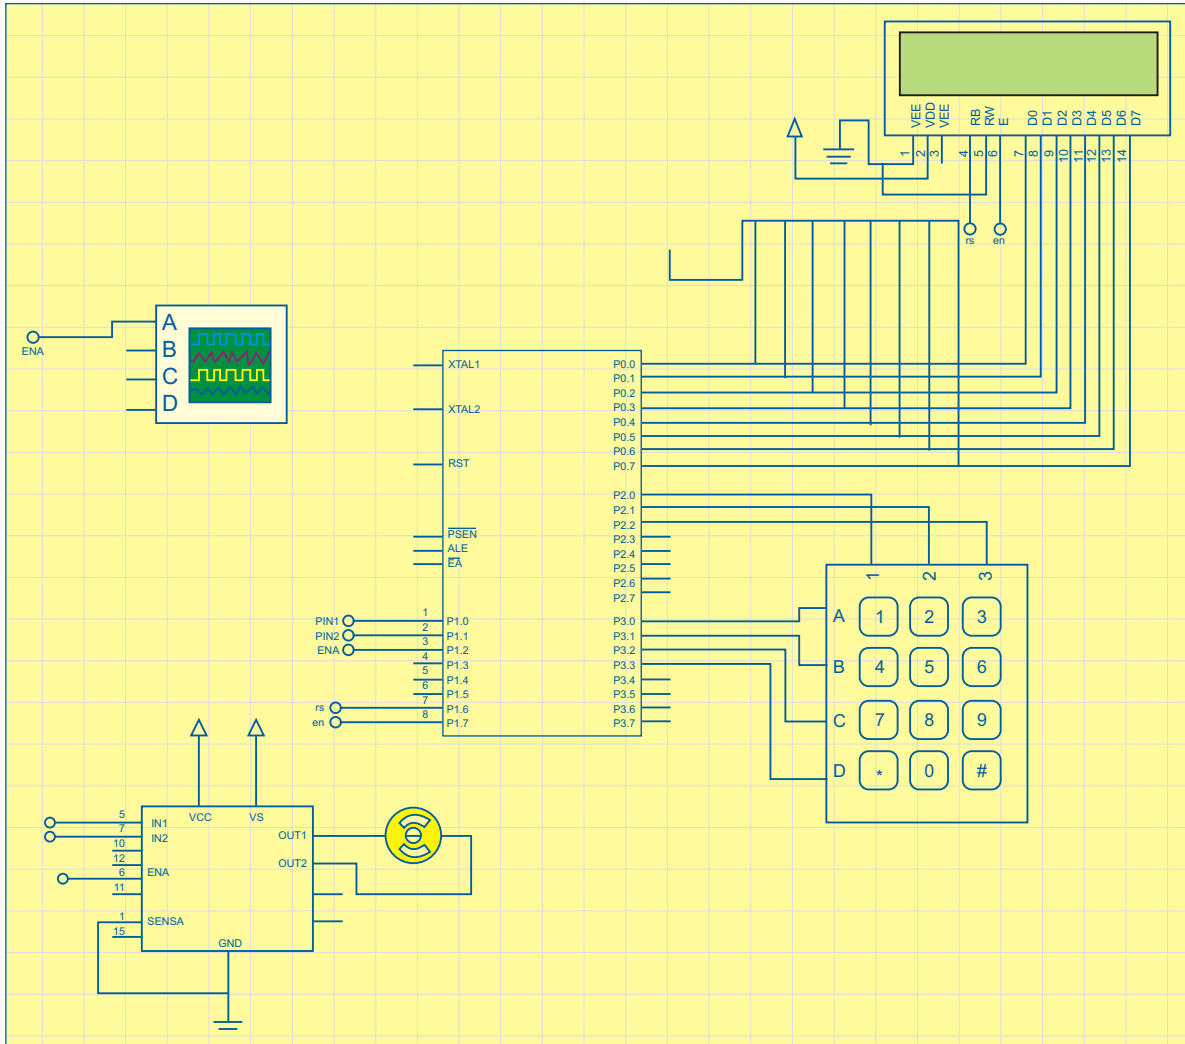 VEE
VDD
VEE
RB
RW
E
D0
D1
D2
D3
D4
D5
D6
D7
1
2
3
4
5
6
7
8
9
10
11
12
13
14
rs
en
ENA
A
B
C
D
XTAL1
XTAL2
RST
PSEN
ALE
EA
PIN1 1 P1.0
PIN2 2 P1.1
ENA 3 P1.2
4 P1.3
5 P1.4
6 P1.5
rs 7 P1.6
en 8 P1.7
P0.0
P0.1
P0.2
P0.3
P0.4
P0.5
P0.6
P0.7
P2.0
P2.1
P2.2
P2.3
P2.4
P2.5
P2.6
P2.7
P3.0
P3.1
P3.2
P3.3
P3.4
P3.5
P3.6
P3.7
1 2 3
A 1 2 3
B 4 5 6
C 7 8 9
D * 0 #
VCC VS
5 IN1
7 IN2
10
12
6 ENA
11
1 SENSA
15
OUT1
OUT2
GND